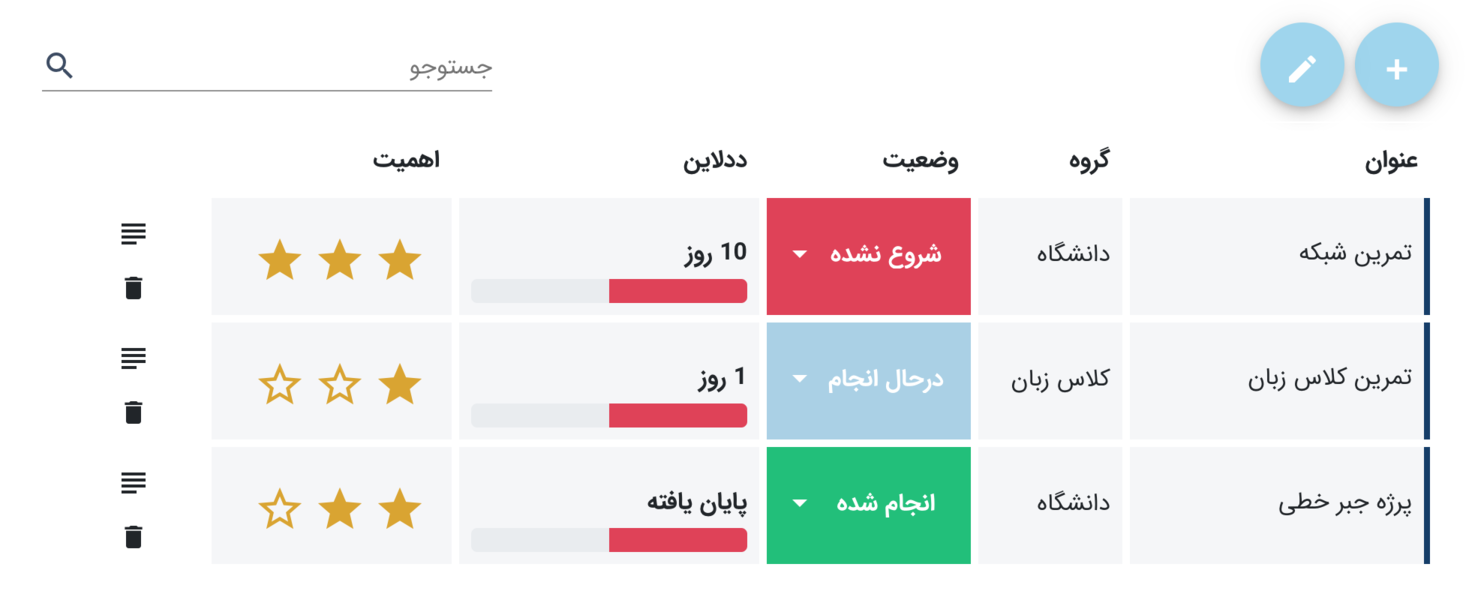 جستوجو
عنوان گروه وضعیت ددلاین اهمیت
تمرین شبکه دانشگاه شروع نشده 10 روز
تمرین کلاس زبان کلاس زبان درحال انجام 1 روز
پرژه جبر خطی دانشگاه انجام شده پایان یافته